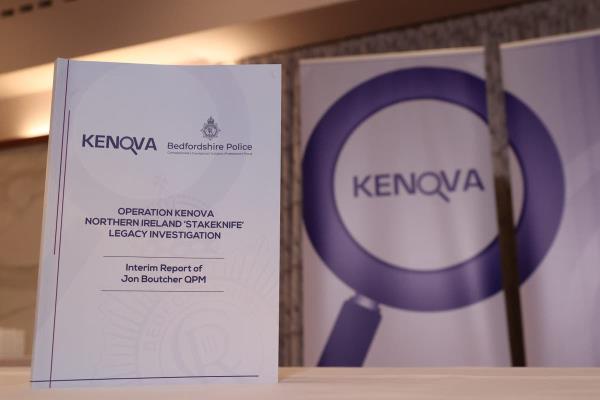 KENOVA
Bedfordshire Police
OPERATION KENOVA
NORTHERN IRELAND 'STAKEKNIFE'
LEGACY INVESTIGATION
Interim Report of
Jon Boutcher QPM
KENOVA